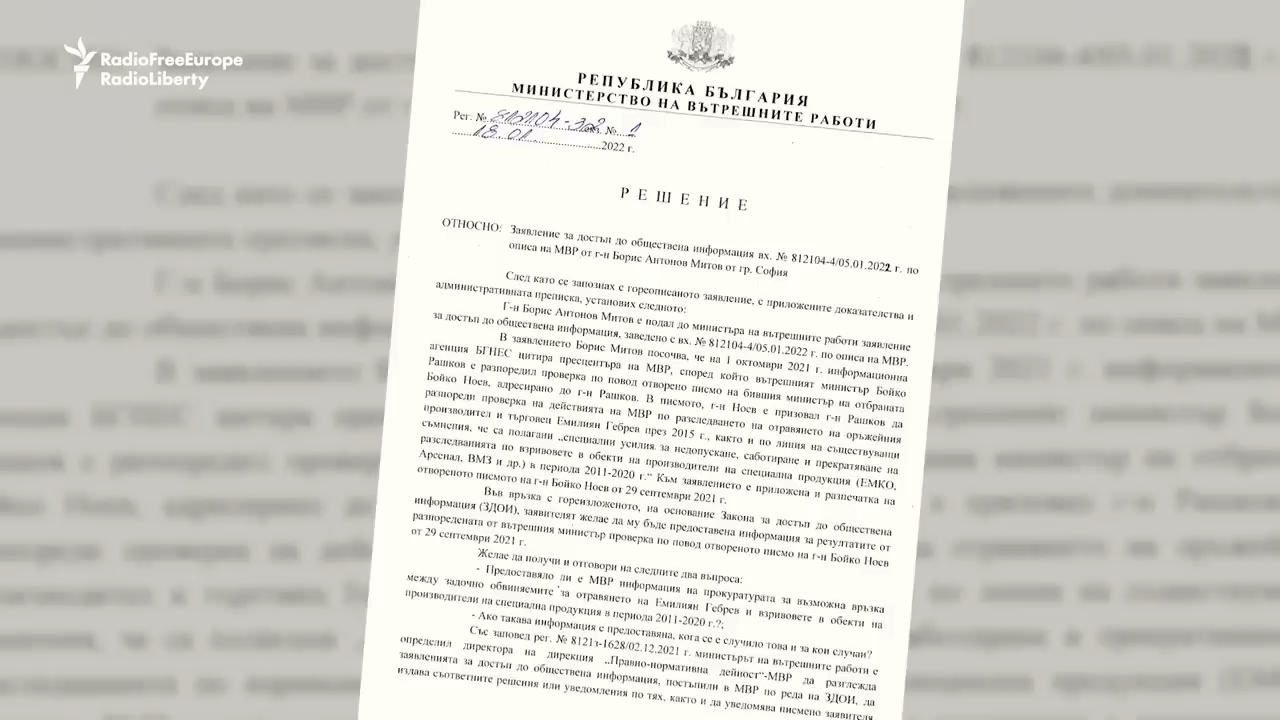 RadioFreeEurope
RadioLiberty
РЕПУБЛИКА БЪЛГАРИЯ
МИНИСТЕРСТВО НА ВЪТРЕШНИТЕ РАБОТИ
Рег. № 812104-32 екз. № 1
18.01. 2022 г.
РЕШЕНИЕ
ОТНОСНО: Заявление за достъп до обществена информация вх. № 812104-4/05.01.2022 г. по
описа на МВР от г-н Борис Антонов Митов от гр. София
След като се запознах с гореописаното заявление, с приложените доказателства и
административната преписка, установих следното:
Г-н Борис Антонов Митов е подал до министъра на вътрешните работи заявление
за достъп до обществена информация, заведено с вх. № 812104-4/05.01.2022 г. по описа на МВР.
В заявлението Борис Митов посочва, че на 1 октомври 2021 г. информационна
агенция БГНЕС цитира пресцентъра на МВР, според който вътрешният министър Бойко
Рашков е разпоредил проверка по повод отворено писмо на бившия министър на отбраната
Бойко Ноев, адресирано до г-н Рашков. В писмото, г-н Ноев е призовал г-н Рашков да
разпореди проверка на действията на МВР по разследването на отравянето на оръжейния
производител и търговец Емилиян Гебрев през 2015 г., както и по линия на съществуващи
съмнения, че са полагани „специални усилия за недопускане, саботиране и прекратяване на
разследванията по взривовете в обекти на производители на специална продукция (ЕМКО,
Арсенал, ВМЗ и др.) в периода 2011-2020 г.“ Към заявлението е приложена и разпечатка на
отвореното писмото на г-н Бойко Ноев от 29 септември 2021 г.
Във връзка с гореизложеното, на основание Закона за достъп до обществена
информация (ЗДОИ), заявителят желае да му бъде предоставена информация за резултатите от
разпоредената от вътрешния министър проверка по повод отвореното писмо на г-н Бойко Ноев
от 29 септември 2021 г.
Желае да получи и отговори на следните два въпроса:
- Предоставяло ли е МВР информация на прокуратурата за възможна връзка
между задочно обвиняемите за отравянето на Емилиян Гебрев и взривовете в обекти на
производители на специална продукция в периода 2011-2020 г.?;
- Ако такава информация е предоставяна, кога се е случило това и за кои случаи?
Със заповед рег. № 8121з-1628/02.12.2021 г. министърът на вътрешните работи е
определил директора на дирекция „Правно-нормативна дейност“-МВР да разглежда
заявленията за достъп до обществена информация, постъпили в МВР по реда на ЗДОИ, да
издава съответните решения или уведомления по тях, както и да уведомява писмено заявителя